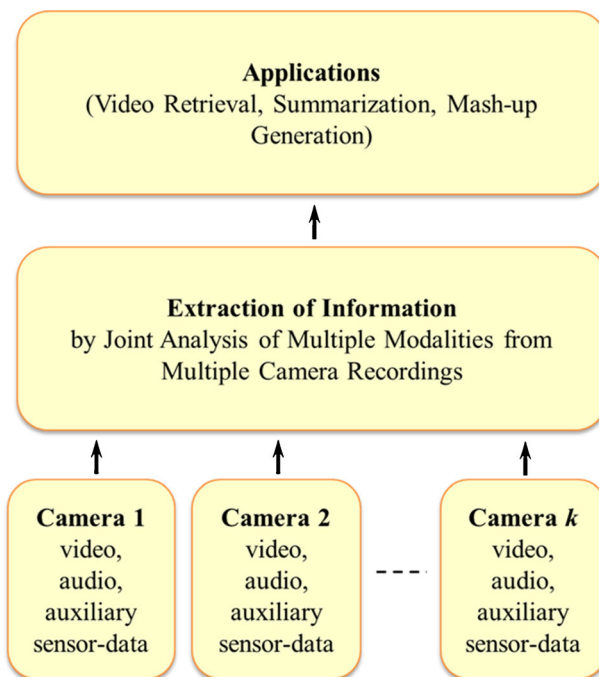 Applications
(Video Retrieval, Summarization, Mash-up
Generation)
Extraction of Information
by Joint Analysis of Multiple Modalities from
Multiple Camera Recordings
Camera 1
video,
audio,
auxiliary
sensor-data
Camera 2
video,
audio,
auxiliary
sensor-data
Camera k
video,
audio,
auxiliary
sensor-data